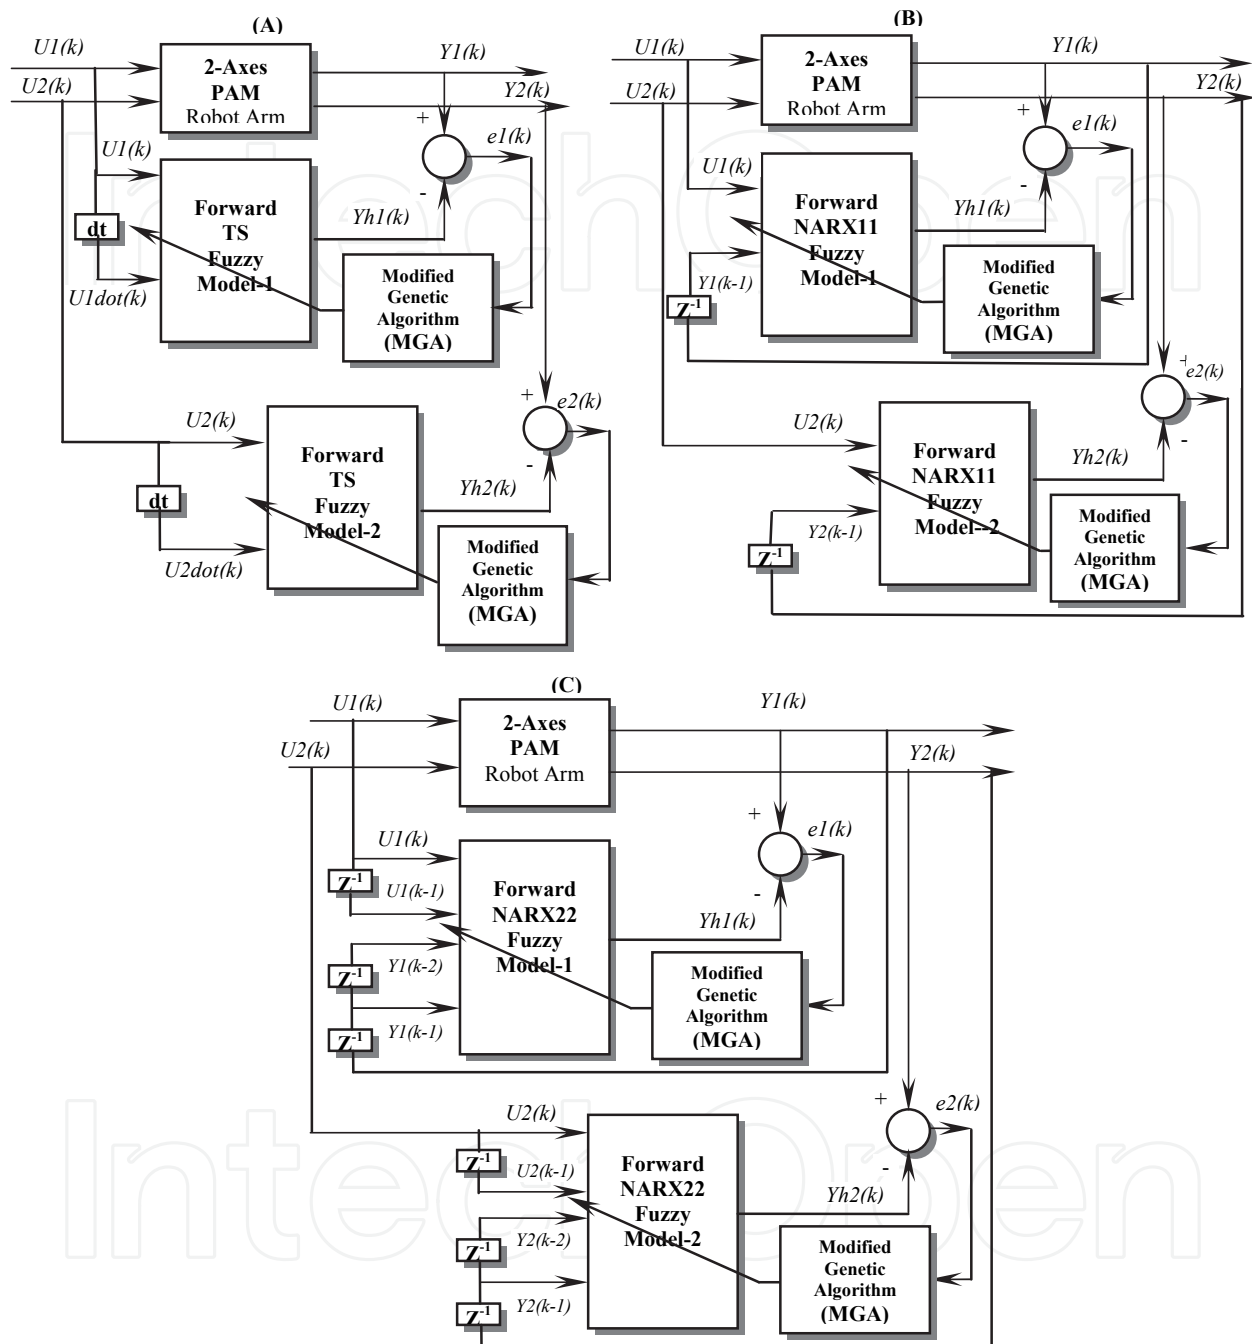 (A)
U1(k)
U2(k)
2-Axes
PAM
Robot Arm
Y1(k)
Y2(k)
+
e1(k)
-
U1(k)
dt
U1dot(k)
Forward
TS
Fuzzy
Model-1
Yh1(k)
Modified
Genetic
Algorithm
(MGA)
U2(k)
dt
U2dot(k)
Forward
TS
Fuzzy
Model-2
Yh2(k)
+
e2(k)
-
Modified
Genetic
Algorithm
(MGA)
(B)
U1(k)
U2(k)
2-Axes
PAM
Robot Arm
Y1(k)
Y2(k)
+
e1(k)
-
U1(k)
Y1(k-1)
Z-1
Forward
NARX11
Fuzzy
Model-1
Yh1(k)
Modified
Genetic
Algorithm
(MGA)
U2(k)
Y2(k-1)
Z-1
Forward
NARX11
Fuzzy
Model--2
Yh2(k)
+
e2(k)
-
Modified
Genetic
Algorithm
(MGA)
(C)
U1(k)
U2(k)
2-Axes
PAM
Robot Arm
Y1(k)
Y2(k)
+
e1(k)
-
U1(k)
Z-1
U1(k-1)
Y1(k-2)
Z-1
Y1(k-1)
Z-1
Forward
NARX22
Fuzzy
Model-1
Yh1(k)
Modified
Genetic
Algorithm
(MGA)
U2(k)
Z-1
U2(k-1)
Y2(k-2)
Z-1
Y2(k-1)
Z-1
Forward
NARX22
Fuzzy
Model-2
Yh2(k)
+
e2(k)
-
Modified
Genetic
Algorithm
(MGA)
IntechOpen
IntechOpen